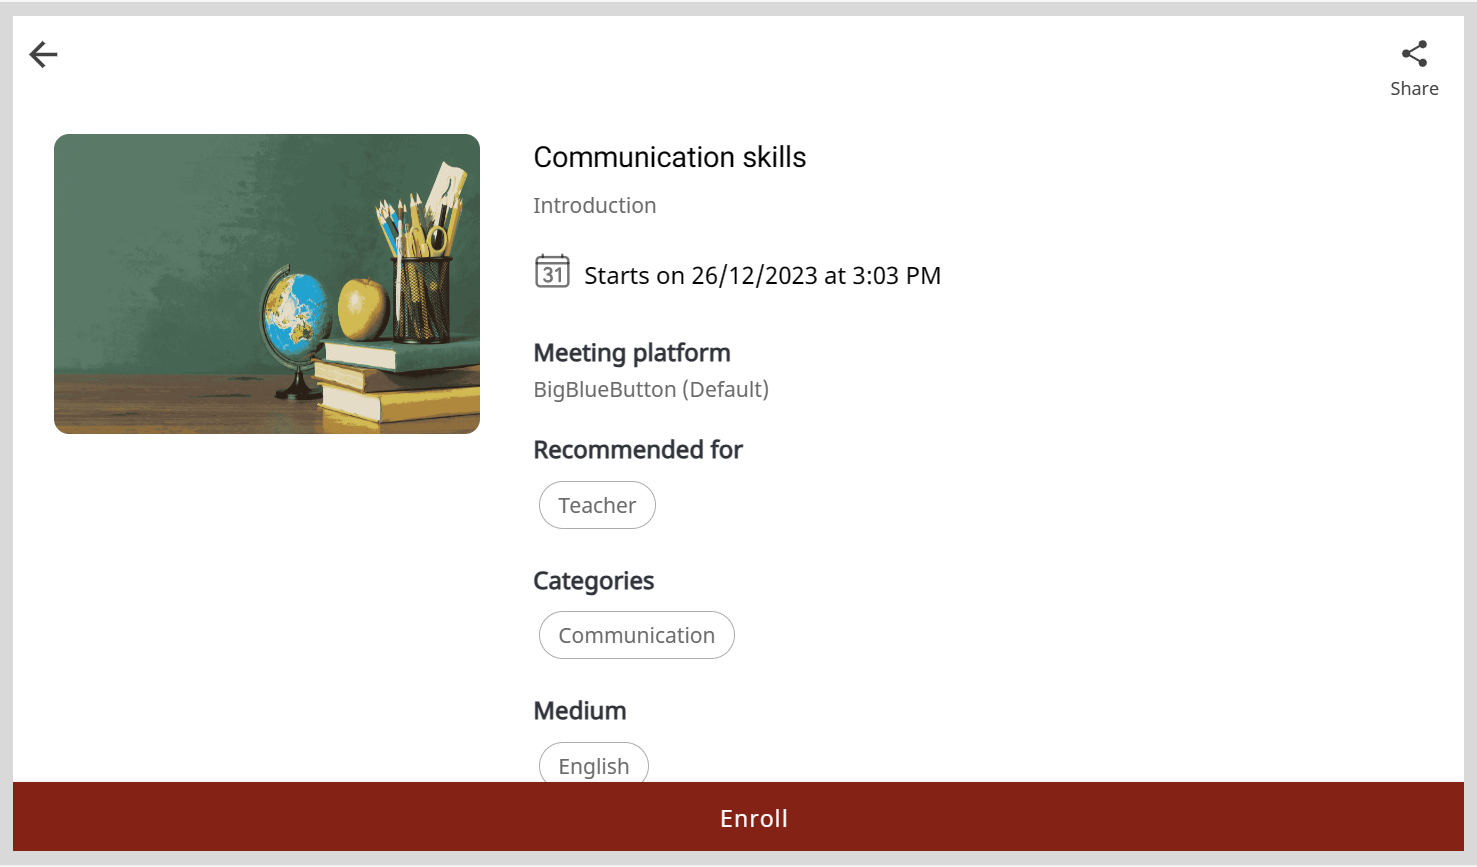 Share
Communication skills
Introduction
31 Starts on 26/12/2023 at 3:03 PM
Meeting platform
BigBlueButton (Default)
Recommended for
Teacher
Categories
Communication
Medium
English
Enroll